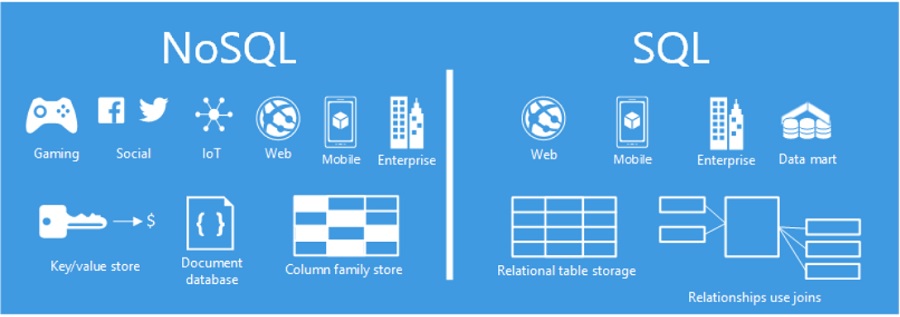 NoSQL
SQL
Gaming
Social
IoT
Web
Mobile
Enterprise
Web
Mobile
Enterprise
Data mart
$
{ }
Key/value store
Document
database
Column family store
Relational table storage
Relationships use joins